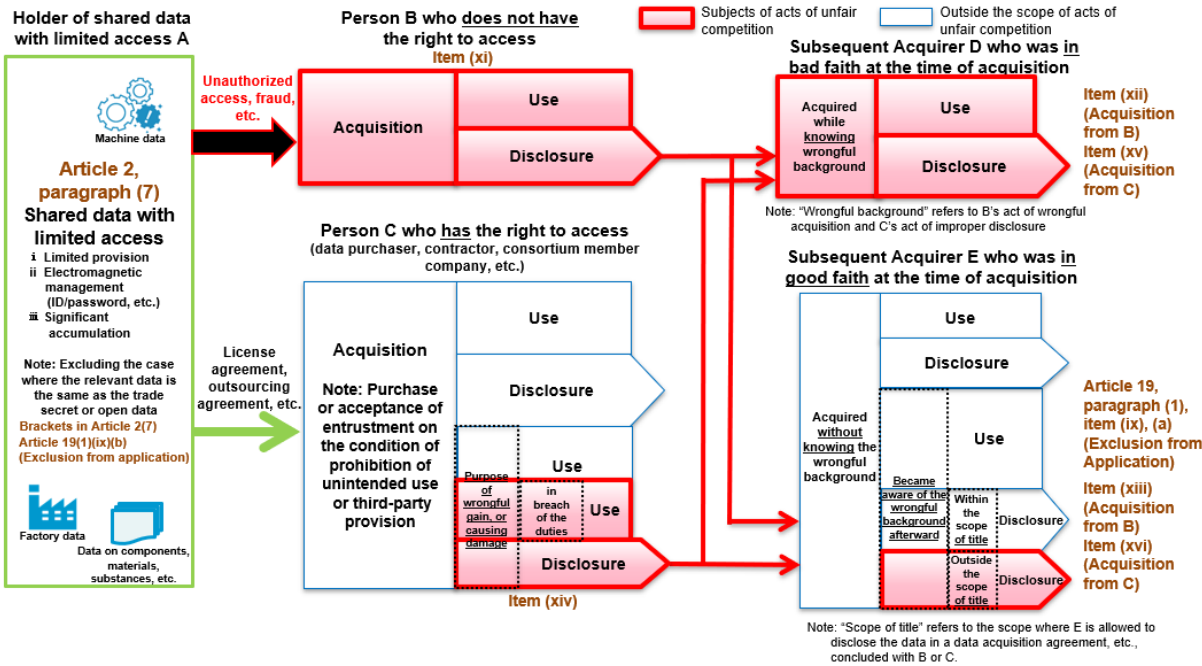 Holder of shared data
with limited access A
Machine data
Article 2,
paragraph (7)
Shared data with
limited access
i Limited provision
ii Electromagnetic
management
(ID/password, etc.)
iii Significant
accumulation
Note: Excluding the case
where the relevant data is
the same as the trade
secret or open data
Brackets in Article 2(7)
Article 19(1)(ix)(b)
(Exclusion from application)
Factory data
Data on components,
materials,
substances, etc.
Unauthorized
access, fraud,
etc.
License
agreement,
outsourcing
agreement, etc.
Person B who does not have
the right to access
Item (xi)
Acquisition
Use
Disclosure
Person C who has the right to access
(data purchaser, contractor, consortium member
company, etc.)
Acquisition
Note: Purchase
or acceptance of
entrustment on
the condition of
prohibition of
unintended use
or third-party
provision
Use
Disclosure
Use
Purpose
of
wrongful
gain, or
causing
damage
in
breach
of the
duties
Use
Disclosure
Item (xiv)
Subjects of acts of unfair
competition
Outside the scope of acts of
unfair competition
Subsequent Acquirer D who was in
bad faith at the time of acquisition
Acquired
while
knowing
wrongful
background
Use
Disclosure
Item (xii)
(Acquisition
from B)
Item (xv)
(Acquisition
from C)
Note: “Wrongful background” refers to B’s act of wrongful
acquisition and C’s act of improper disclosure
Subsequent Acquirer E who was in
good faith at the time of acquisition
Acquired
without
knowing the
wrongful
background
Use
Disclosure
Use
Became
aware of the
wrongful
background
afterward
Within
the scope
of title
Disclosure
Outside
the scope
of title
Disclosure
Article 19,
paragraph (1),
item (ix), (a)
(Exclusion from
Application)
Item (xiii)
(Acquisition
from B)
Item (xvi)
(Acquisition
from C)
Note: “Scope of title” refers to the scope where E is allowed to
disclose the data in a data acquisition agreement, etc.,
concluded with B or C.